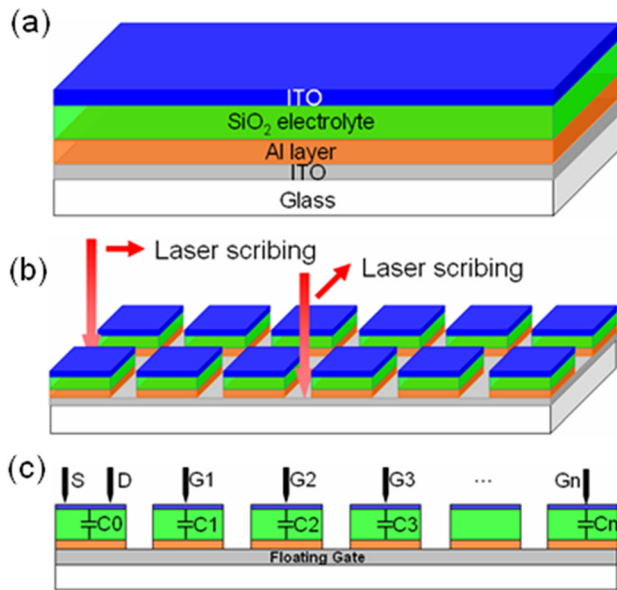 (a)
ITO
SiO₂ electrolyte
Al layer
ITO
Glass
(b)
Laser scribing
Laser scribing
(c)
S D G1 G2 G3 ... Gn
C0 C1 C2 C3 Cn
Floating Gate